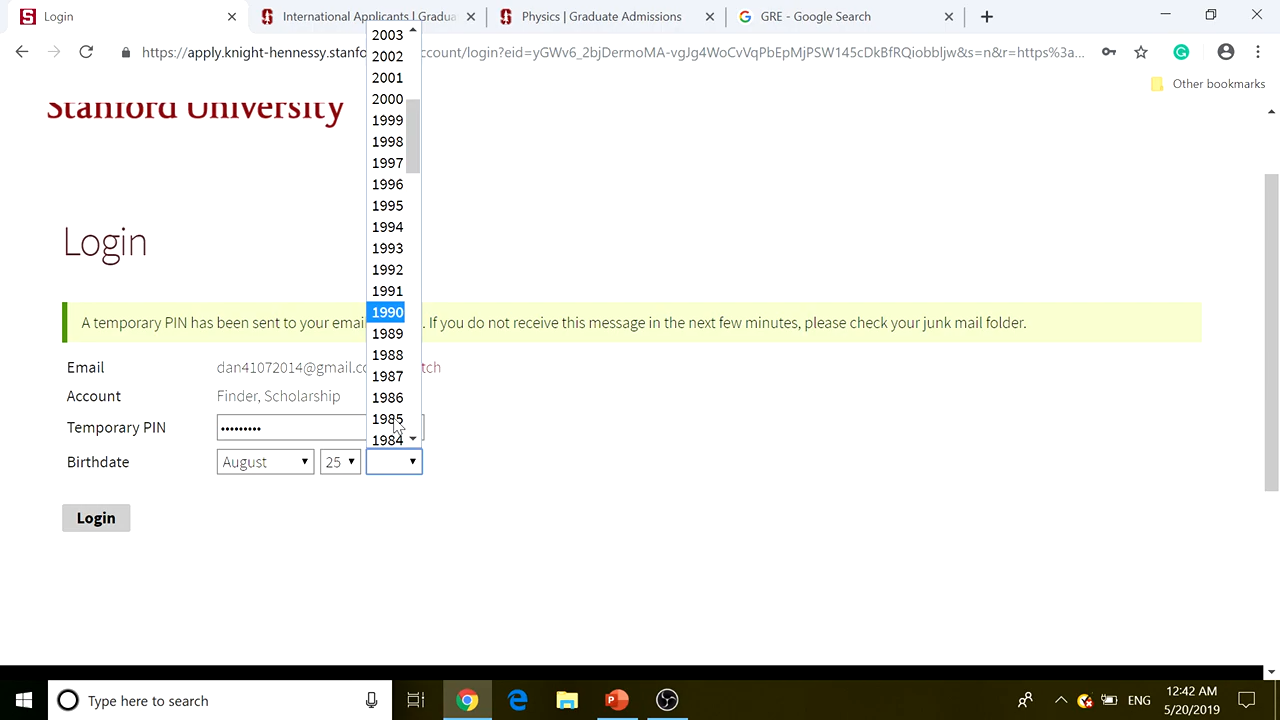 Login
International Applicants | Gradua
Physics | Graduate Admissions
GRE - Google Search
https://apply.knight-hennessy.stanfo
ccount/login?eid=yGWv6_2bjDermoMA-vgJg4WoCvVqPbEpMjPSW145cDkBfRQiobbljw&s=n&r=https%3a...
Other bookmarks
Stanford University
2003
2002
2001
2000
1999
1998
1997
1996
1995
1994
1993
1992
1991
1990
1989
1988
1987
1986
1985
1984
Login
A temporary PIN has been sent to your emai
. If you do not receive this message in the next few minutes, please check your junk mail folder.
Email dan41072014@gmail.co tch
Account Finder, Scholarship
Temporary PIN •••••••••
Birthdate August 25
Login
Type here to search
ENG
12:42 AM
5/20/2019